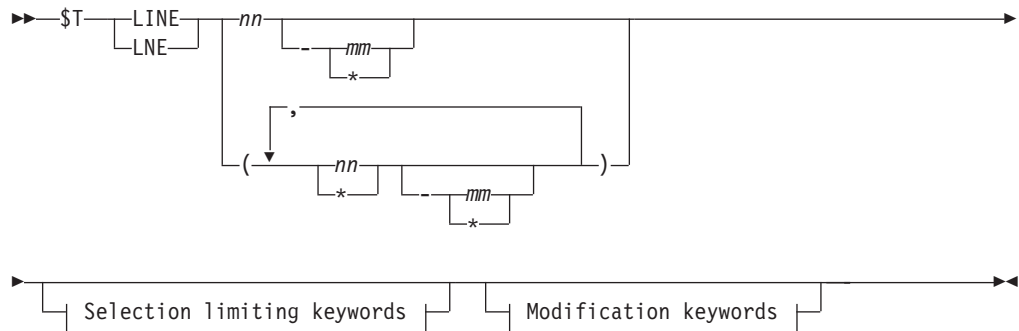 $T LINE nn
LNE - mm
*
,
( nn )
* - mm
*
Selection limiting keywords Modification keywords